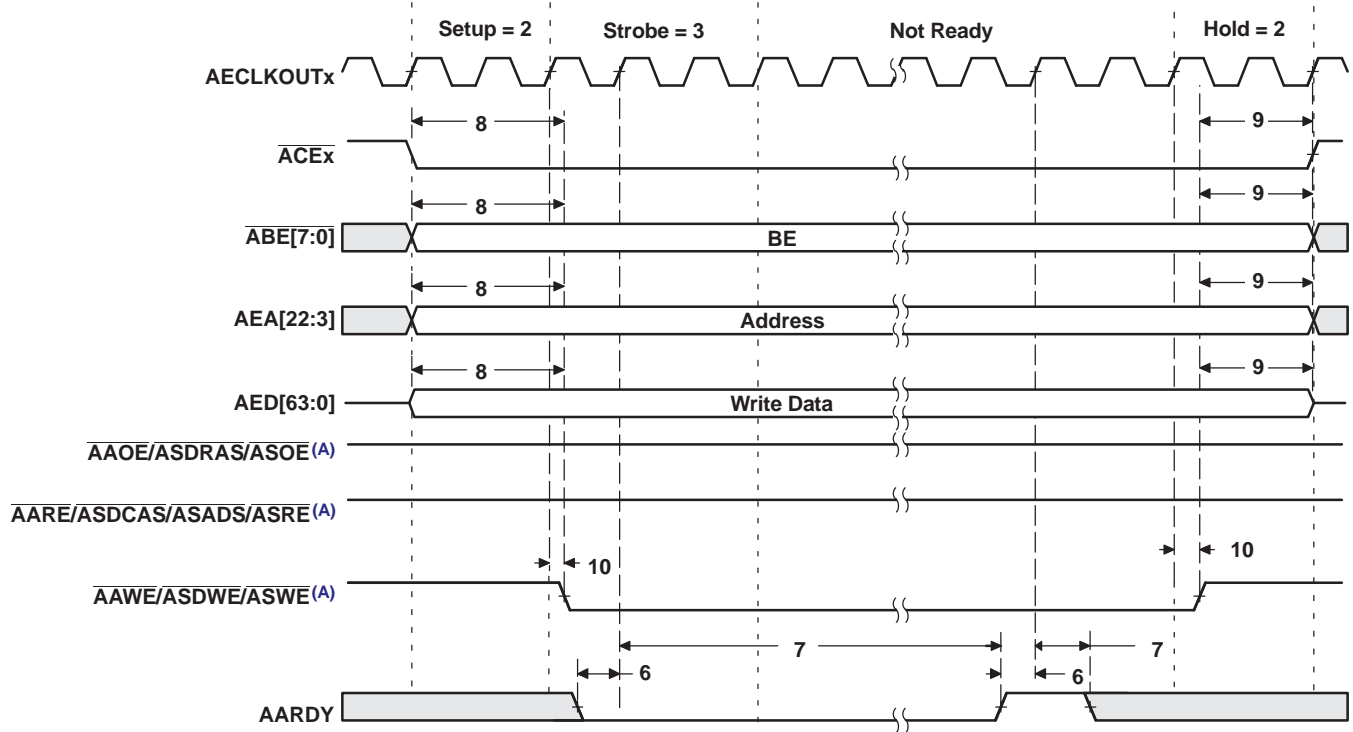 Setup = 2 Strobe = 3 Not Ready Hold = 2
AECLKOUTx
8 9
ACEx
8 9
ABE[7:0] BE
8 9
AEA[22:3] Address
8 9
AED[63:0] Write Data
AAOE/ASDRAS/ASOE(A)
AARE/ASDCAS/ASADS/ASRE(A)
10 10
AAWE/ASDWE/ASWE(A)
7 7
6 6
AARDY